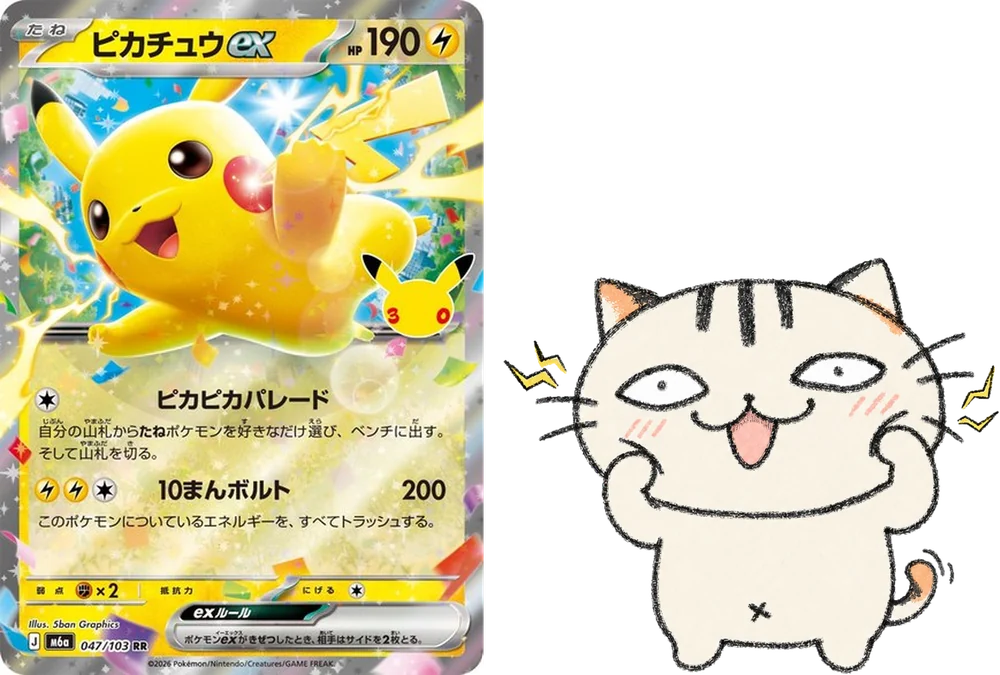 たね ピカチュウex HP 190
30
ピカピカパレード
自分の山札からたねポケモンを好きなだけ選び、ベンチに出す。
そして山札を切る。
10まんボルト 200
このポケモンについているエネルギーを、すべてトラッシュする。
弱点 ×2 抵抗力 にげる
Illus. 5ban Graphics
exルール
ポケモンexがきぜつしたとき、相手はサイドを2枚とる。
J M6a 047/103 RR
©2026 Pokémon/Nintendo/Creatures/GAME FREAK.